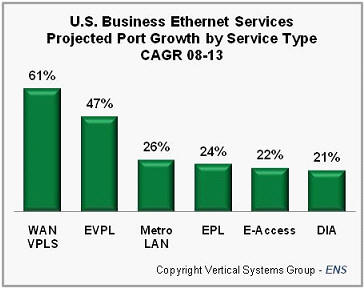 U.S. Business Ethernet Services
Projected Port Growth by Service Type
CAGR 08-13
61%
47%
26%
24%
22%
21%
WAN VPLS
EVPL
Metro LAN
EPL
E-Access
DIA
Copyright Vertical Systems Group - ENS